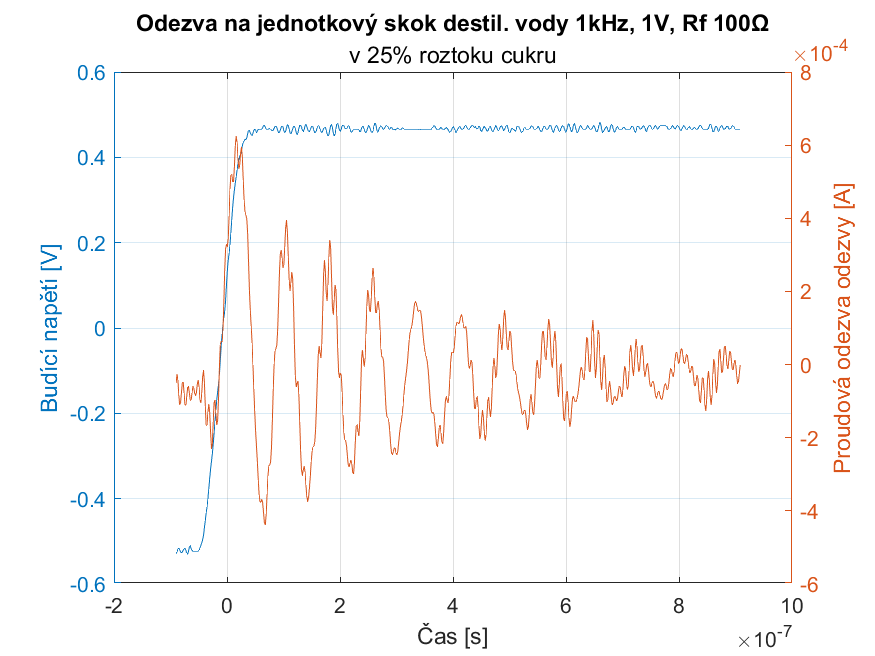 Odezva na jednotkový skok destil. vody 1kHz, 1V, Rf 100Ω
v 25% roztoku cukru
×10⁻⁴
0.6
0.4
0.2
0
-0.2
-0.4
-0.6
Budící napětí [V]
8
6
4
2
0
-2
-4
-6
Proudová odezva odezvy [A]
-2 0 2 4 6 8 10
Čas [s]
×10⁻⁷